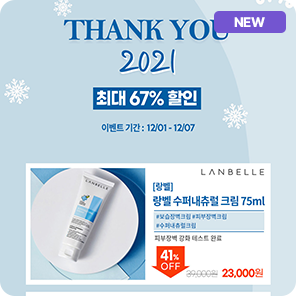 NEW
THANK YOU
2021
최대 67% 할인
이벤트 기간 : 12/01 - 12/07
LANBELLE
LANBELLE
[랑벨]
랑벨 수퍼내츄럴 크림 75ml
#보습장벽크림 #피부장벽크림
#수퍼내츄럴크림
피부장벽 강화 테스트 완료
41%
OFF
39,000원 23,000원